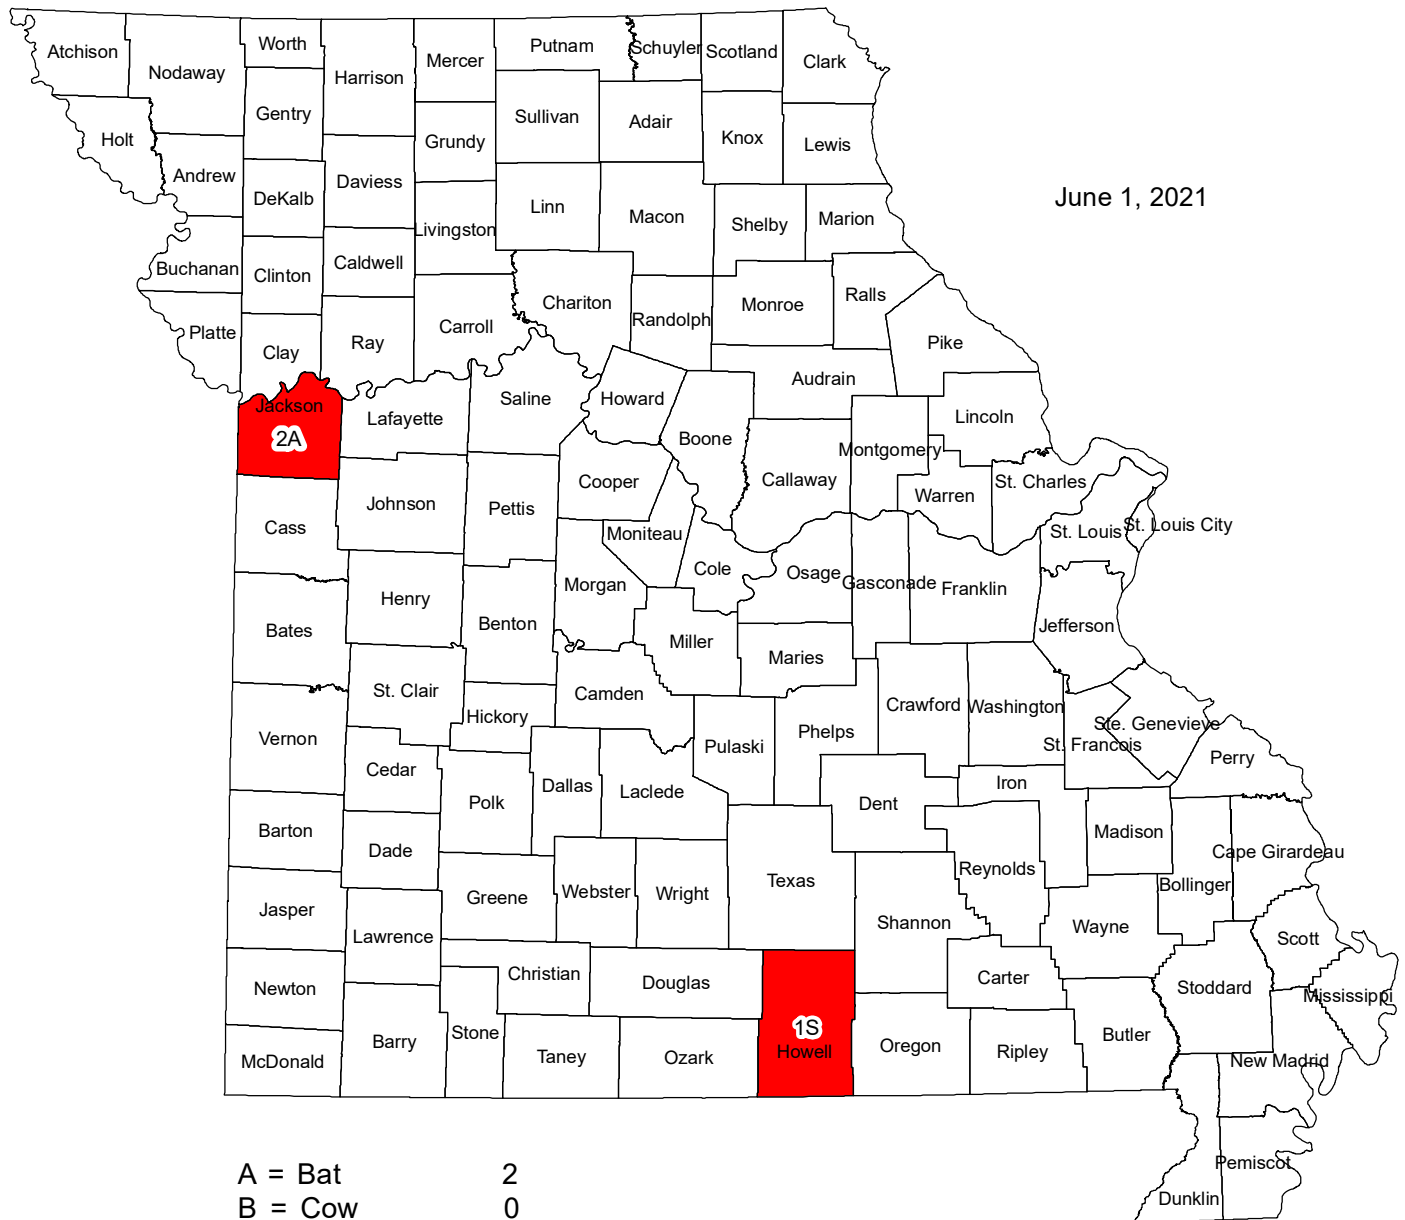 Atchison
Nodaway
Worth
Harrison
Mercer
Putnam
Schuyler
Scotland
Clark
Holt
Gentry
Grundy
Sullivan
Adair
Knox
Lewis
Andrew
DeKalb
Daviess
Livingston
Linn
Macon
Shelby
Marion
June 1, 2021
Buchanan
Clinton
Caldwell
Chariton
Randolph
Monroe
Ralls
Platte
Clay
Ray
Carroll
Pike
Audrain
Jackson
2A
Lafayette
Saline
Howard
Boone
Lincoln
Montgomery
Callaway
Cooper
Warren
St. Charles
Cass
Johnson
Pettis
Moniteau
St. Louis
St. Louis City
Cole
Osage
Gasconade
Franklin
Morgan
Henry
Bates
Benton
Miller
Maries
Jefferson
St. Clair
Camden
Hickory
Crawford
Washington
Ste. Genevieve
St. Francois
Vernon
Cedar
Pulaski
Phelps
Perry
Polk
Dallas
Laclede
Dent
Iron
Barton
Dade
Madison
Cape Girardeau
Reynolds
Bollinger
Jasper
Greene
Webster
Wright
Texas
Shannon
Wayne
Lawrence
Scott
Newton
Christian
Douglas
Carter
Stoddard
Mississippi
1S
Howell
McDonald
Barry
Stone
Taney
Ozark
Oregon
Ripley
Butler
New Madrid
Pemiscot
Dunklin
A = Bat 2
B = Cow 0